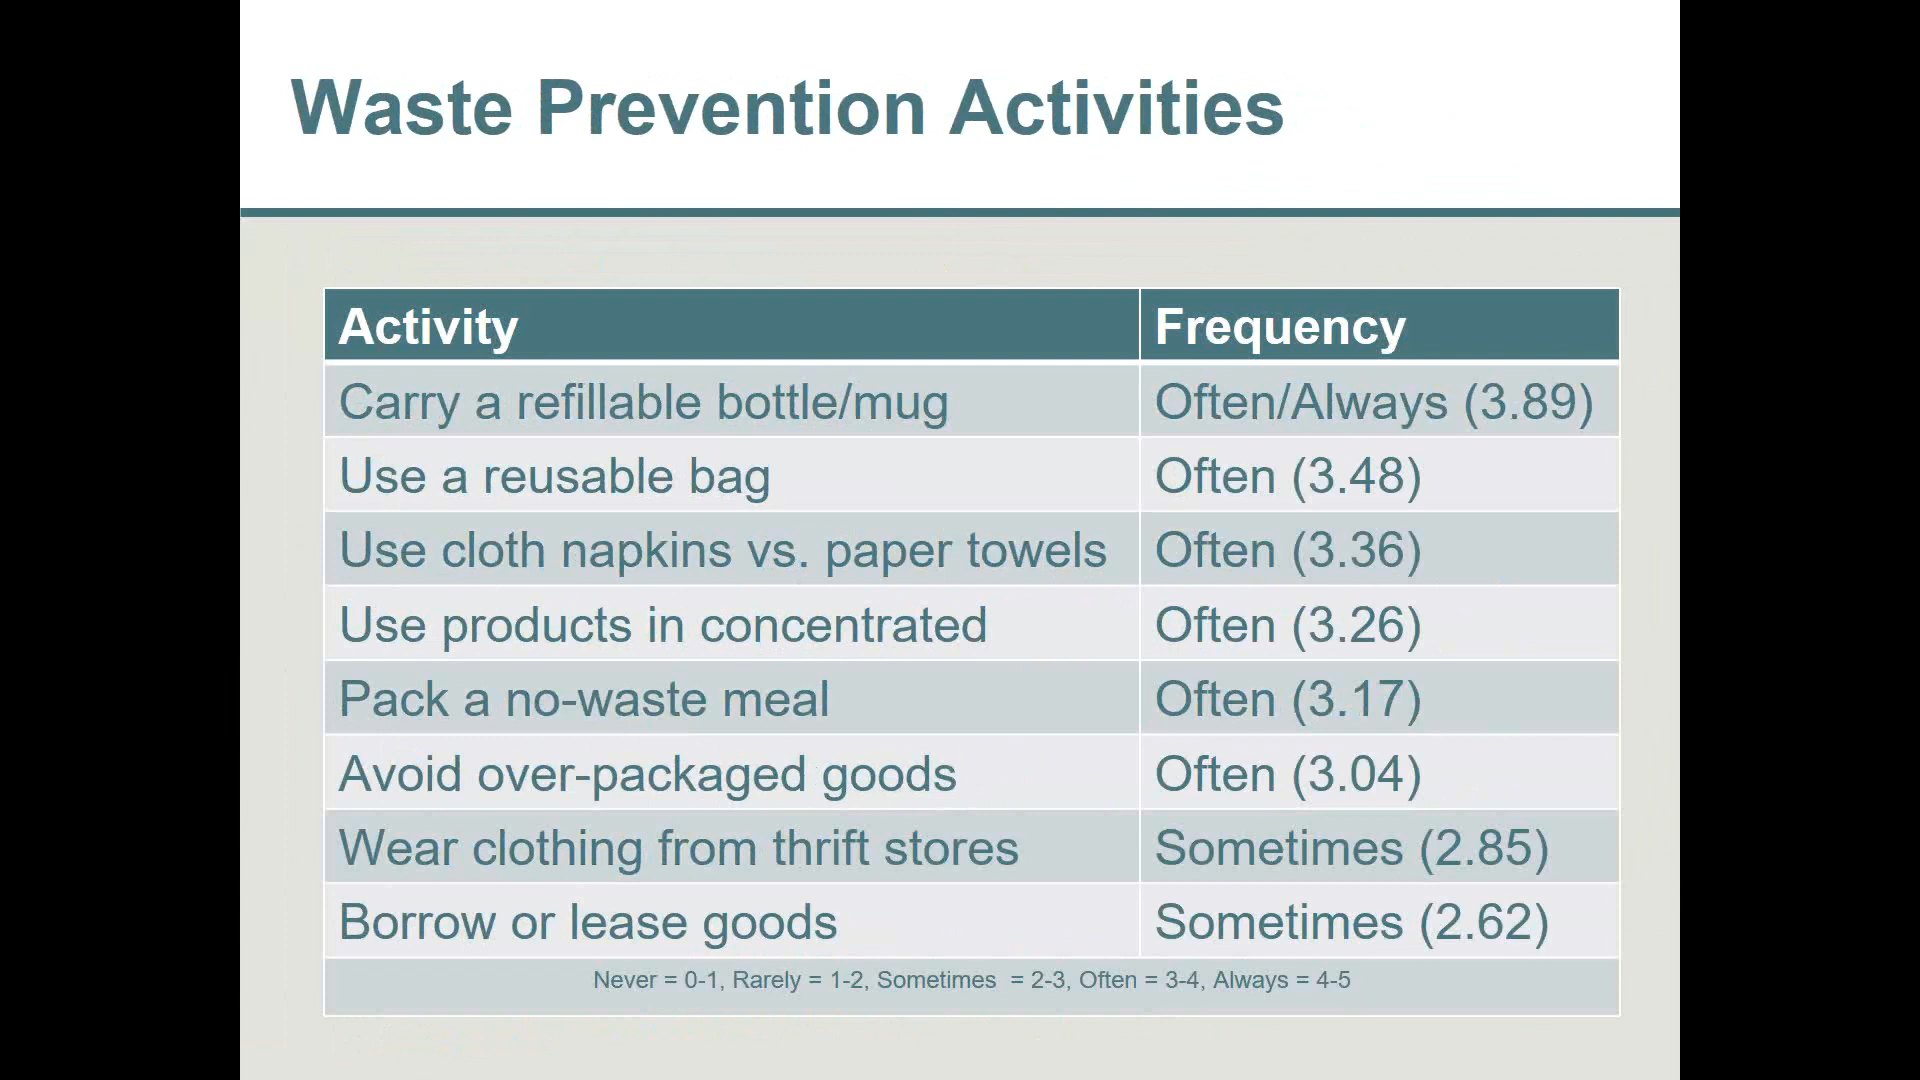 Waste Prevention Activities
Activity Frequency
Carry a refillable bottle/mug Often/Always (3.89)
Use a reusable bag Often (3.48)
Use cloth napkins vs. paper towels Often (3.36)
Use products in concentrated Often (3.26)
Pack a no-waste meal Often (3.17)
Avoid over-packaged goods Often (3.04)
Wear clothing from thrift stores Sometimes (2.85)
Borrow or lease goods Sometimes (2.62)
Never = 0-1, Rarely = 1-2, Sometimes  = 2-3, Often = 3-4, Always = 4-5